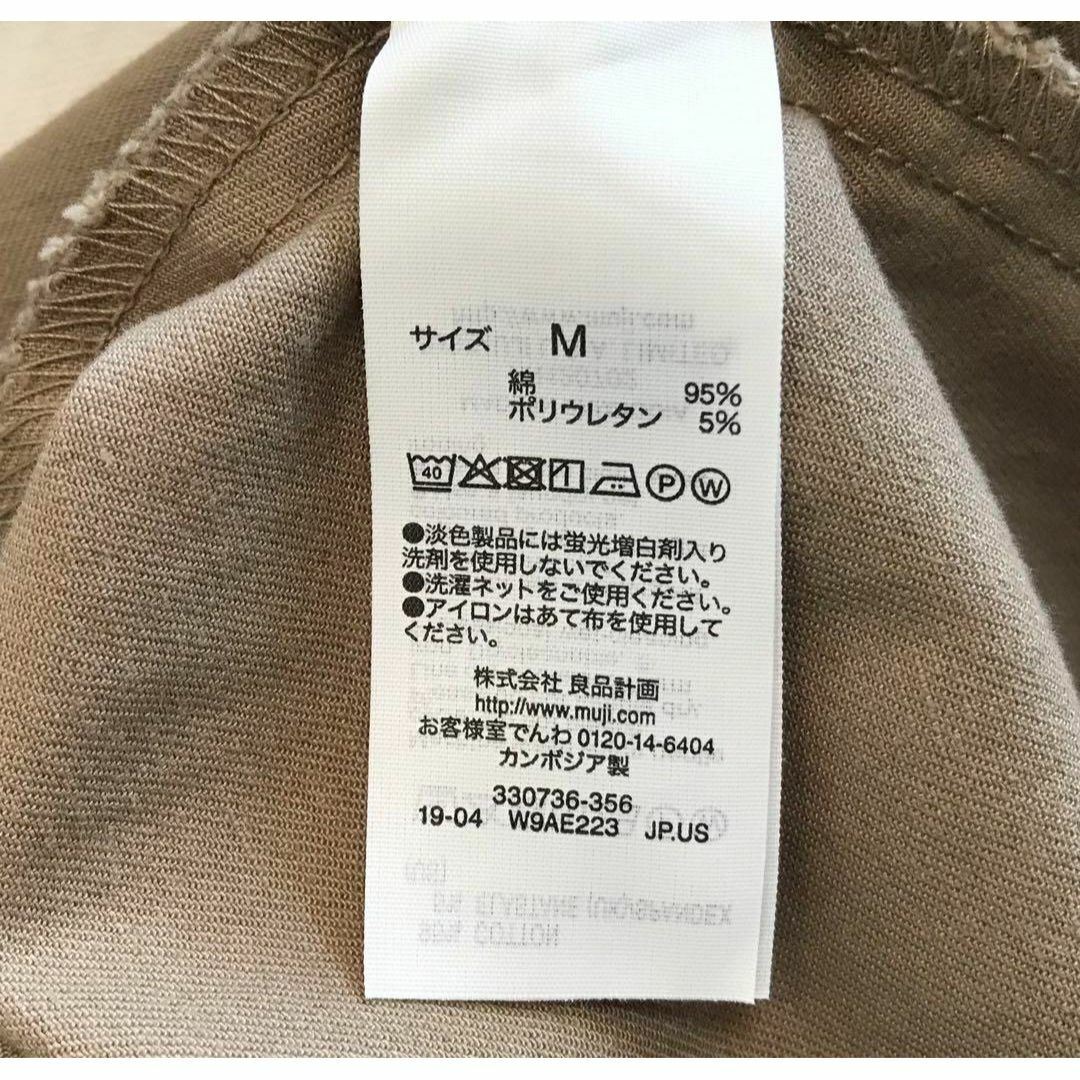 サイズ M
綿 95%
ポリウレタン 5%
40 P W
●淡色製品には蛍光増白剤入り
洗剤を使用しないでください。
●洗濯ネットをご使用ください。
●アイロンはあて布を使用して
ください。
株式会社 良品計画
http://www.muji.com
お客様室でんわ 0120-14-6404
カンボジア製
330736-356
19-04 W9AE223 JP.US